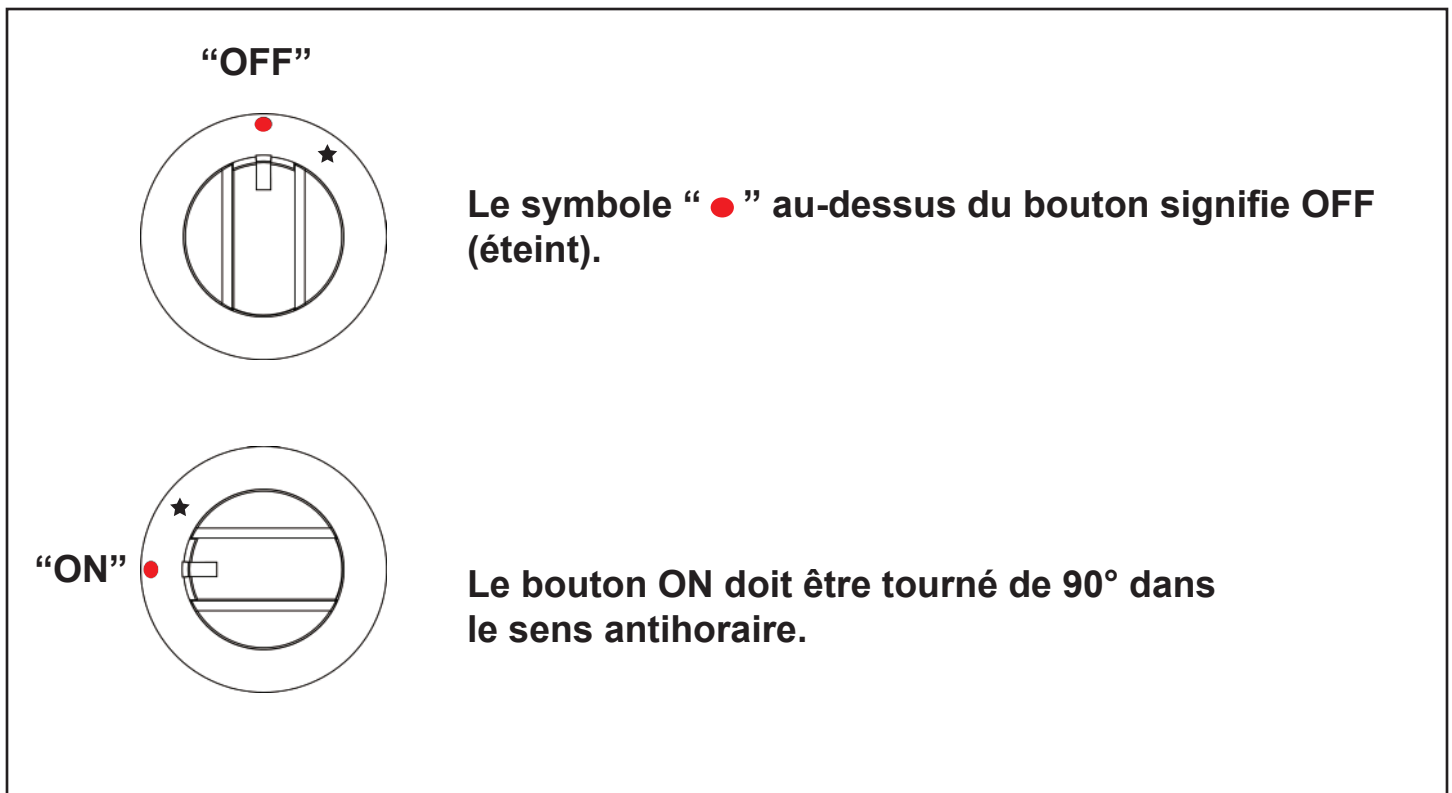 “OFF”
Le symbole “ ● ” au-dessus du bouton signifie OFF
(éteint).
“ON”
Le bouton ON doit être tourné de 90° dans
le sens antihoraire.